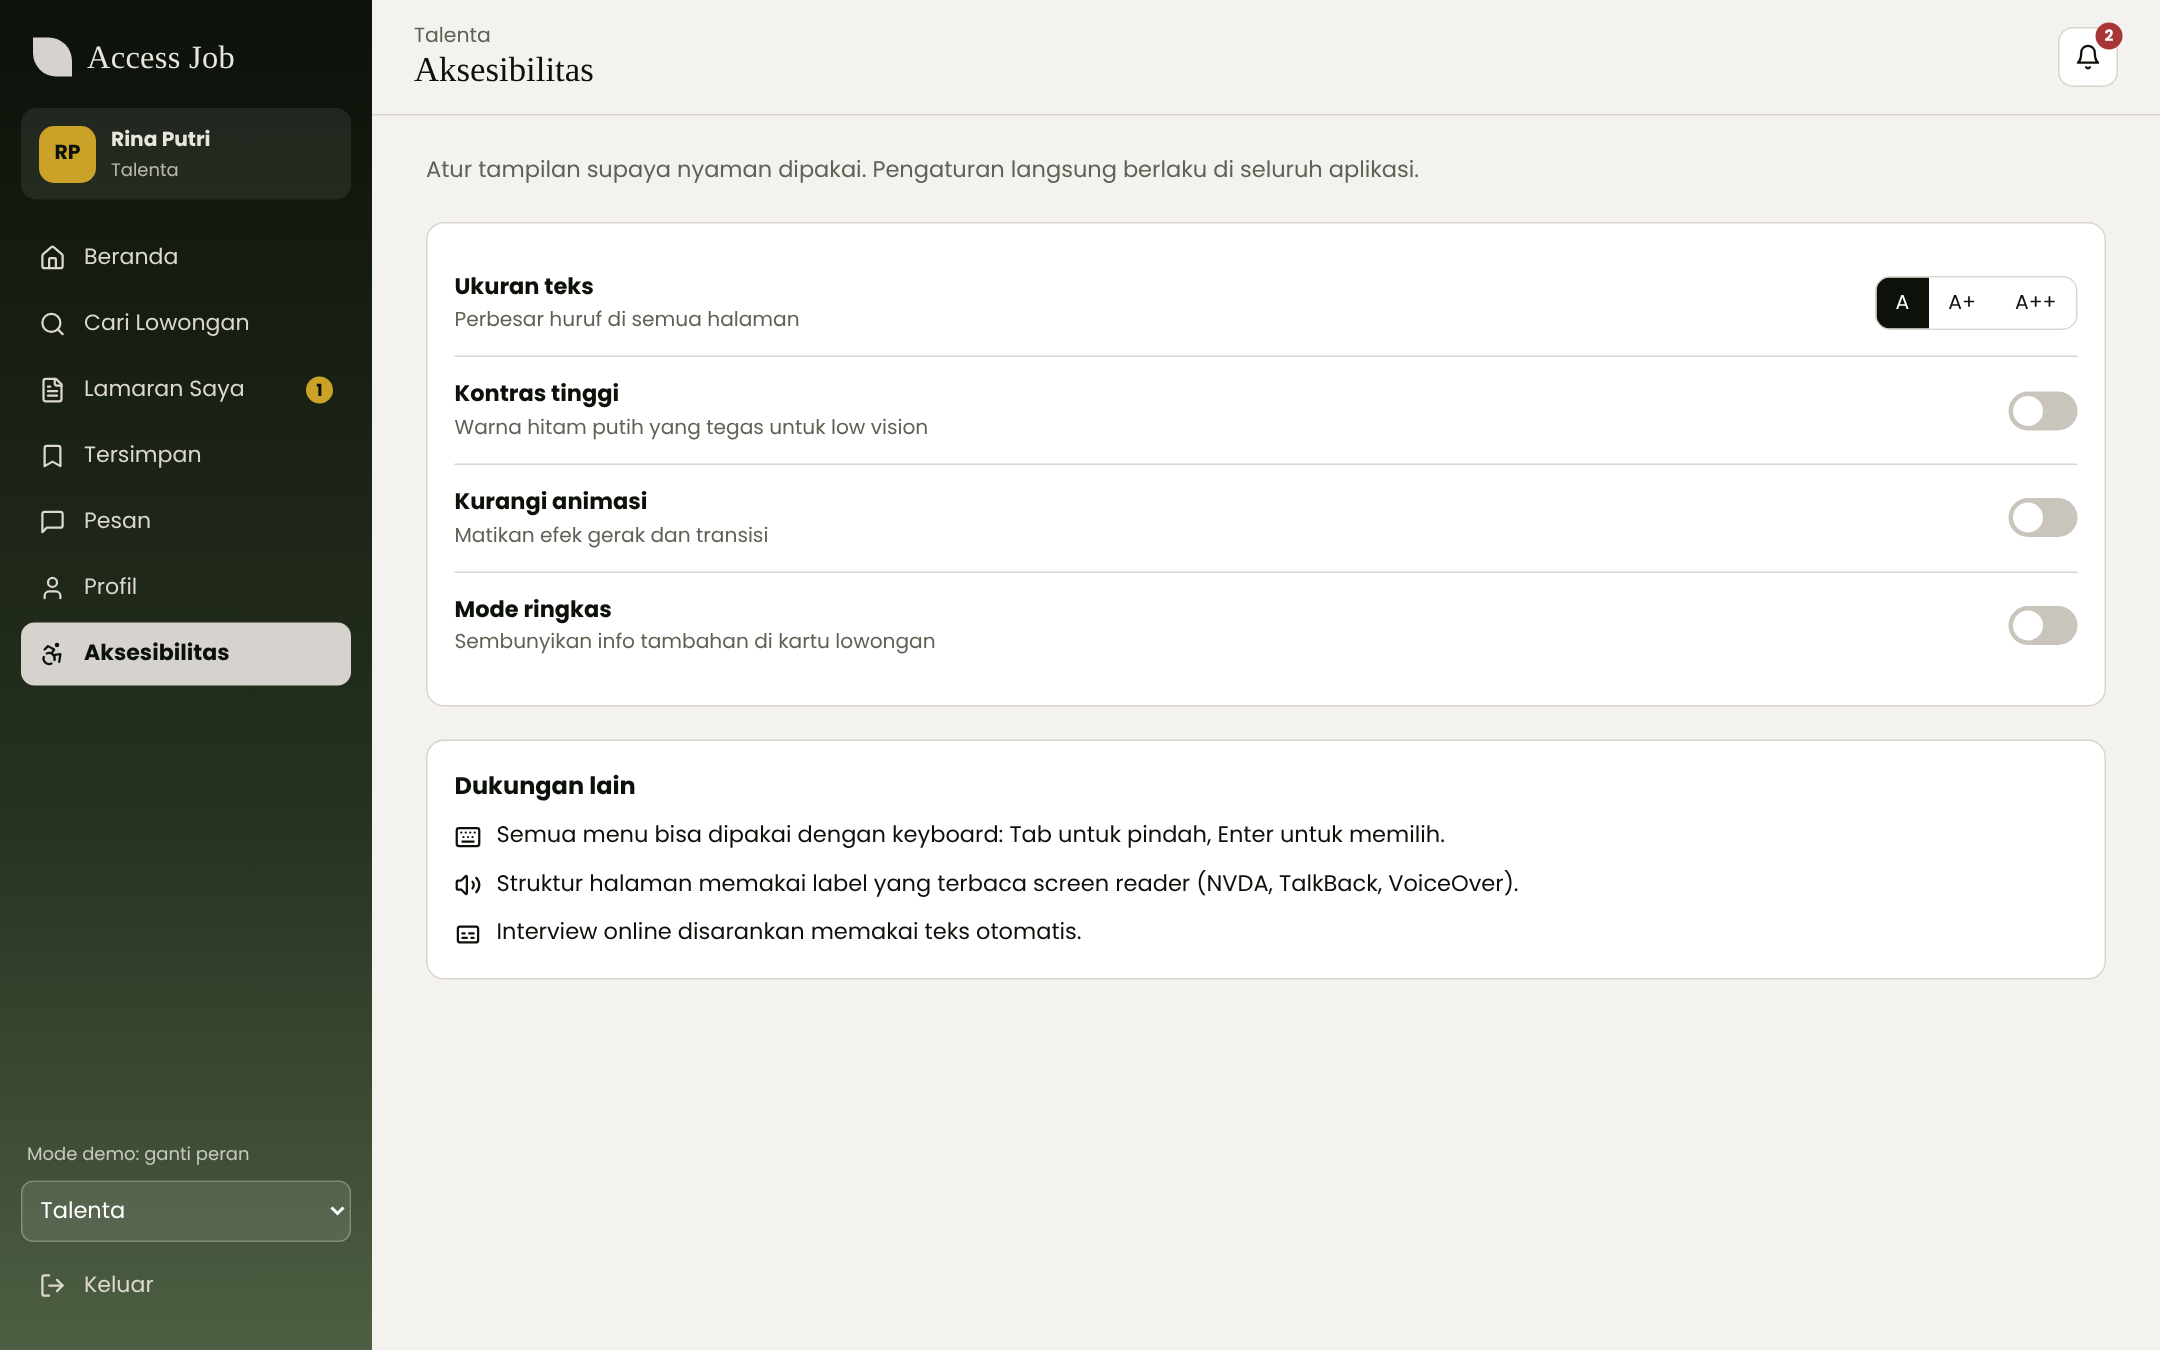 Access Job
RP
Rina Putri
Talenta
Beranda
Cari Lowongan
Lamaran Saya
1
Tersimpan
Pesan
Profil
Aksesibilitas
Mode demo: ganti peran
Talenta
Keluar
Talenta
Aksesibilitas
2
Atur tampilan supaya nyaman dipakai. Pengaturan langsung berlaku di seluruh aplikasi.
Ukuran teks
Perbesar huruf di semua halaman
A A+ A++
Kontras tinggi
Warna hitam putih yang tegas untuk low vision
Kurangi animasi
Matikan efek gerak dan transisi
Mode ringkas
Sembunyikan info tambahan di kartu lowongan
Dukungan lain
Semua menu bisa dipakai dengan keyboard: Tab untuk pindah, Enter untuk memilih.
Struktur halaman memakai label yang terbaca screen reader (NVDA, TalkBack, VoiceOver).
Interview online disarankan memakai teks otomatis.